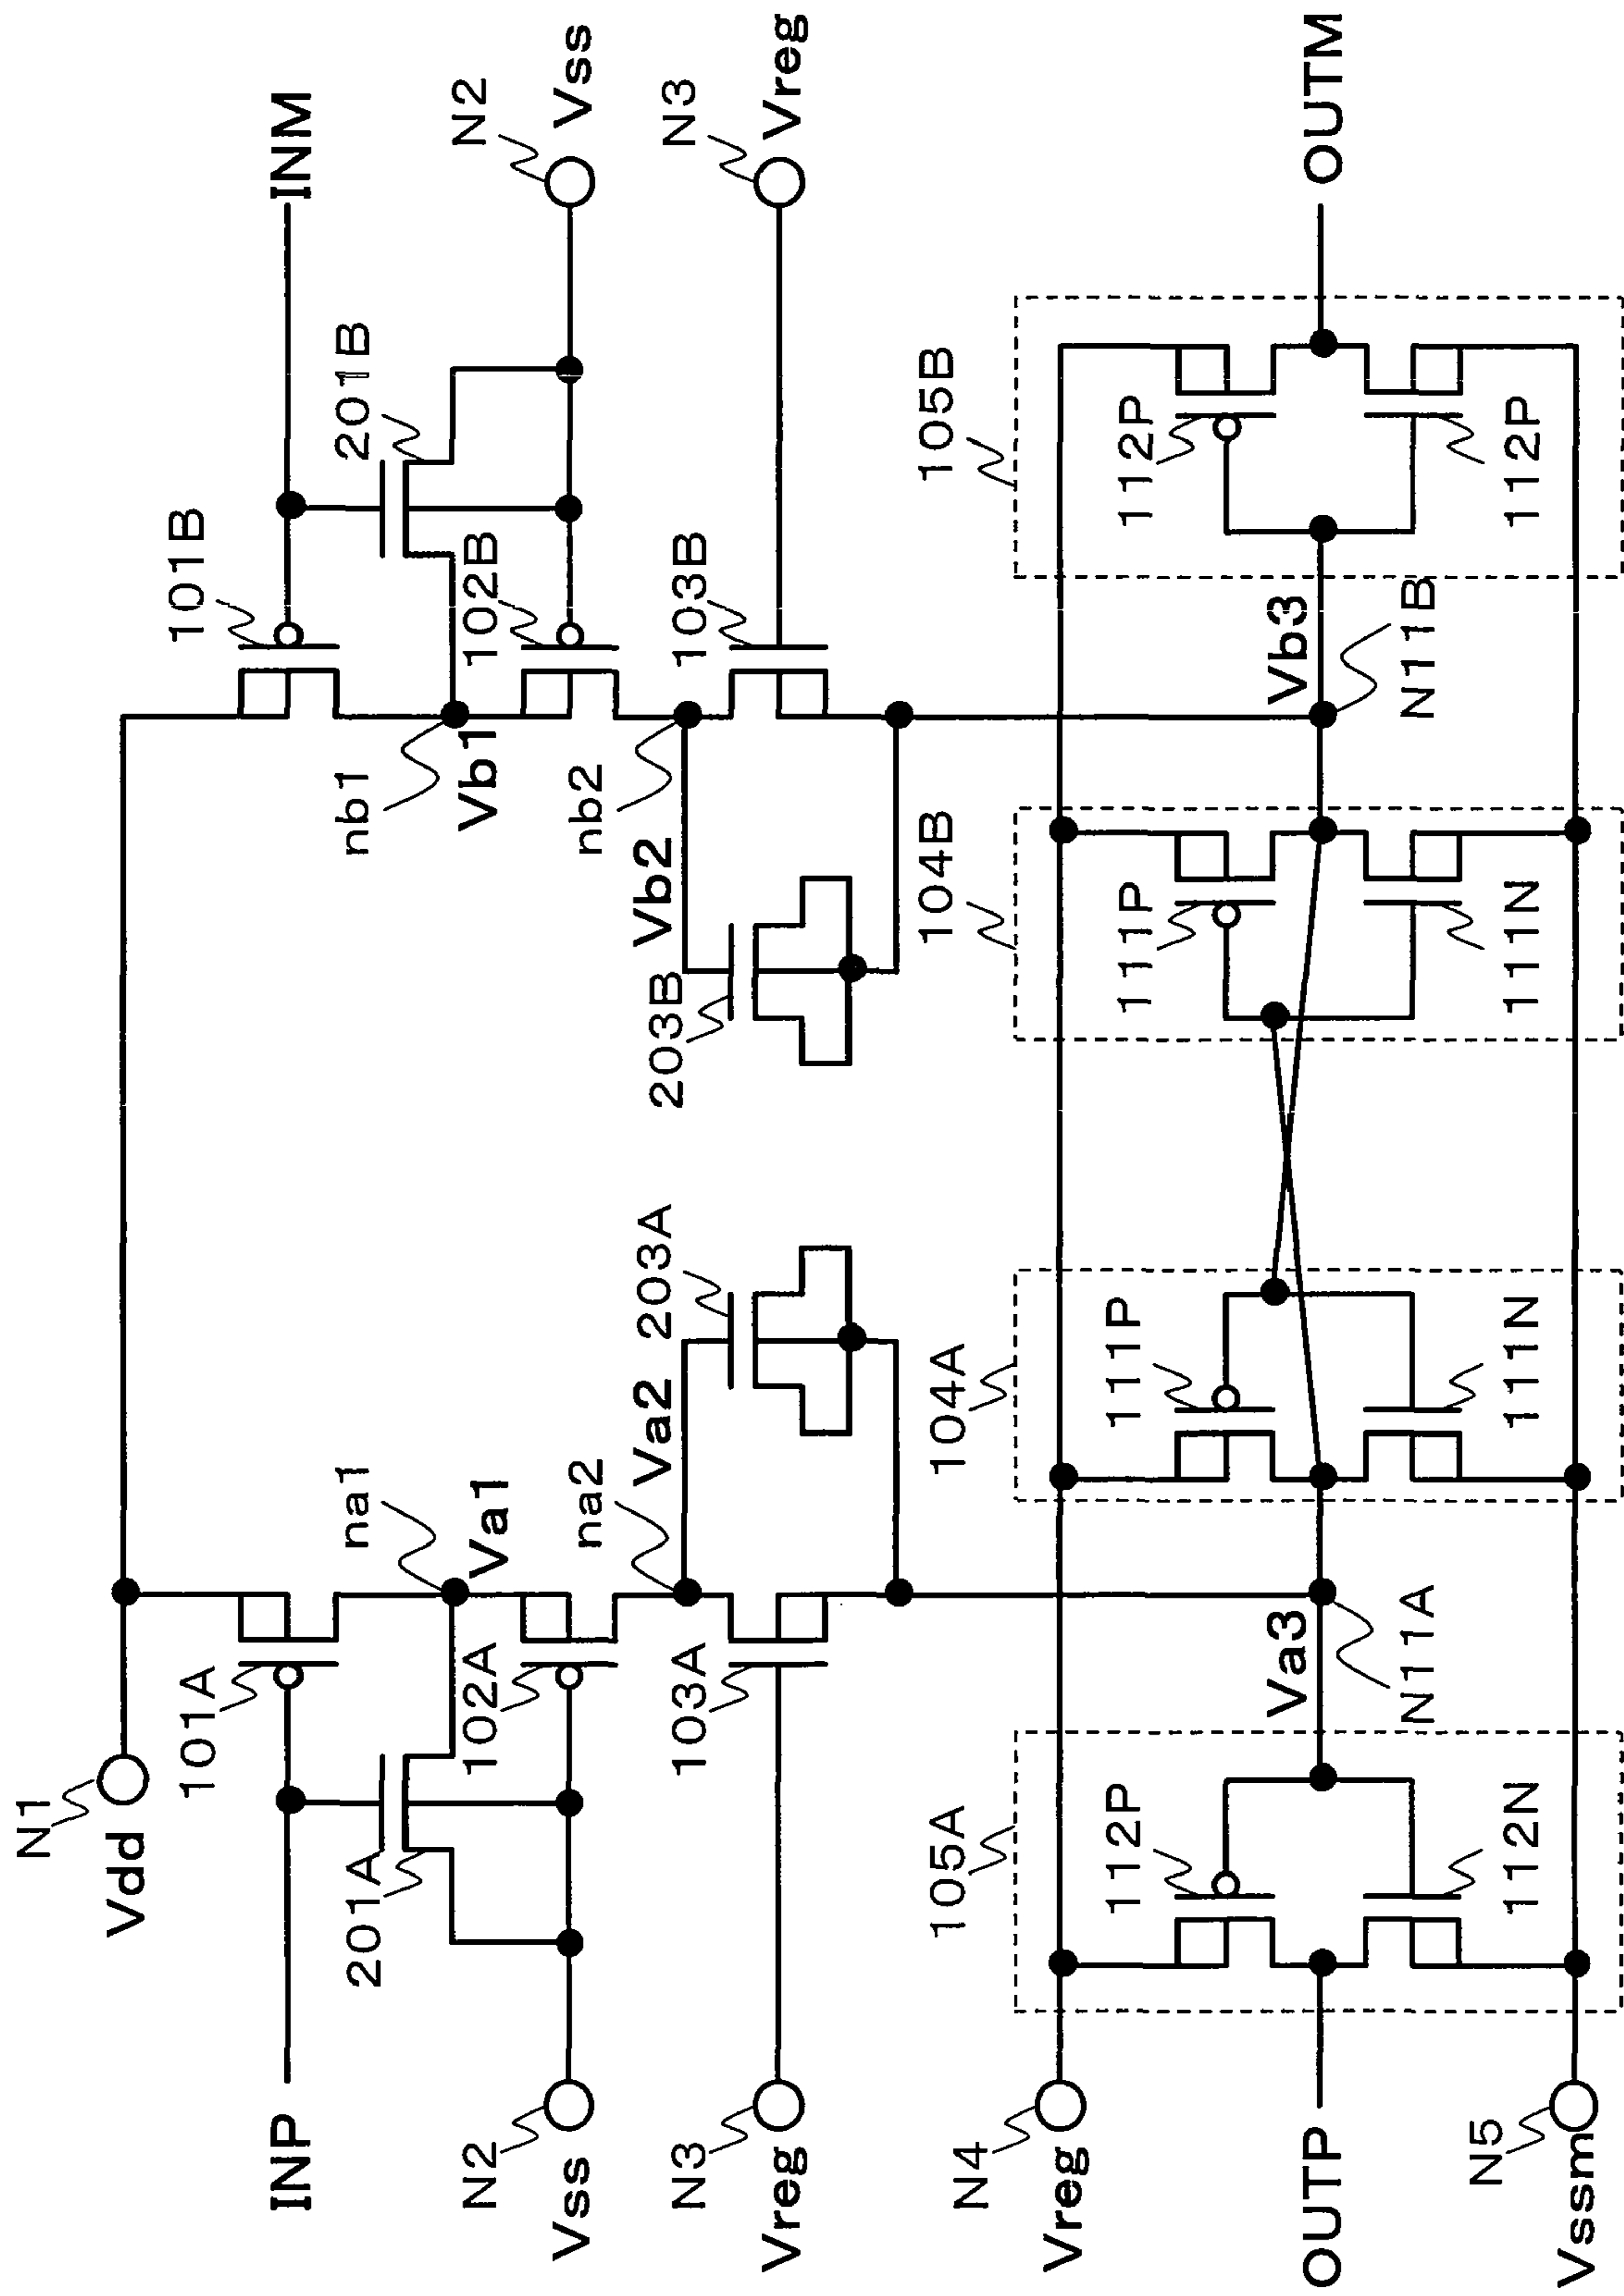 N1
Vdd
101A
101B
INP
INM
201A
na1
nb1
201B
N2
102A
Va1
Vb1
102B
N2
Vss
na2
nb2
Vss
Va2
203A
203B
Vb2
N3
103A
103B
N3
Vreg
Vreg
105A
104A
104B
105B
N4
Vreg
112P
111P
111P
112P
Va3
Vb3
OUTP
OUTM
N11A
N11B
N5
112N
111N
111N
112P
Vssm